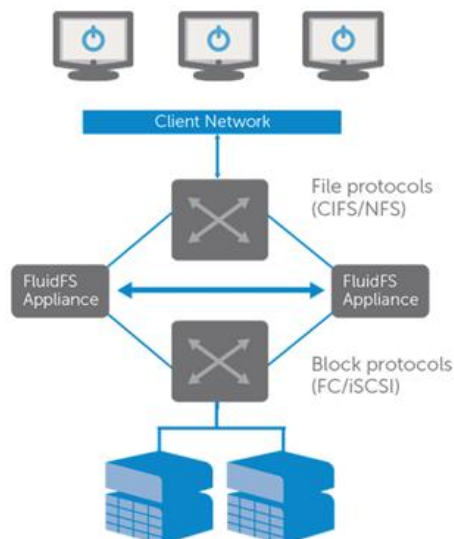 Client Network
File protocols
(CIFS/NFS)
FluidFS
Appliance
FluidFS
Appliance
Block protocols
(FC/iSCSI)